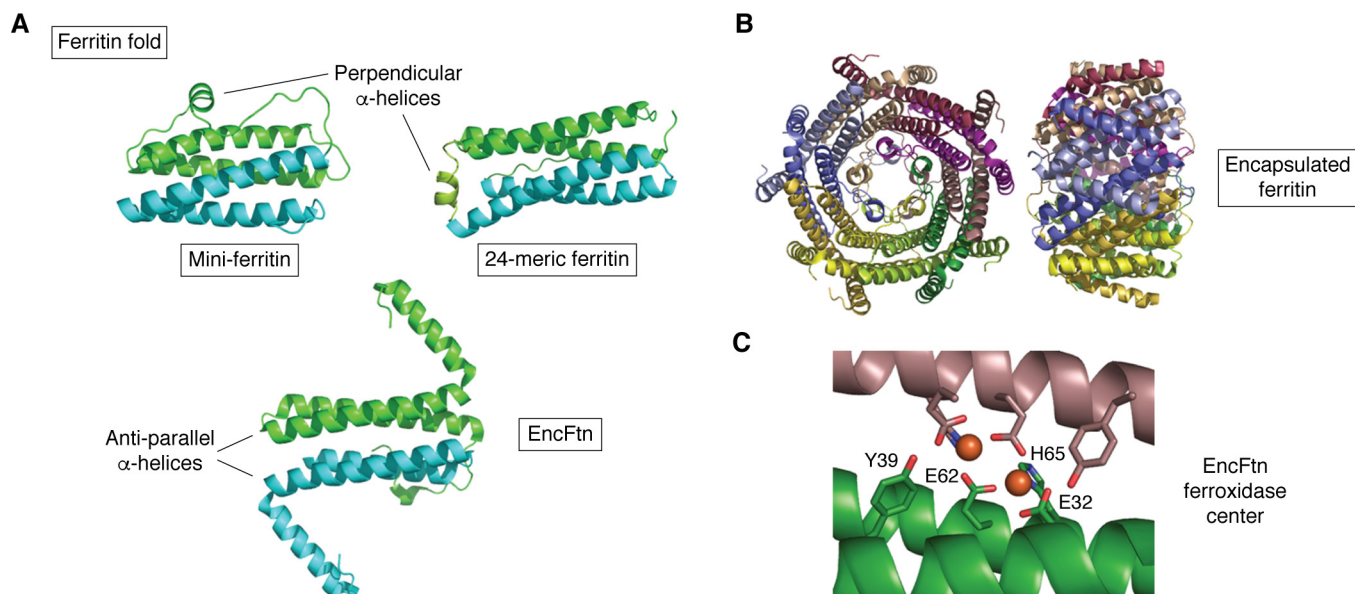 A
Ferritin fold
Perpendicular
α-helices
Mini-ferritin
24-meric ferritin
Anti-parallel
α-helices
EncFtn
B
Encapsulated
ferritin
C
Y39
E62
H65
E32
EncFtn
ferroxidase
center